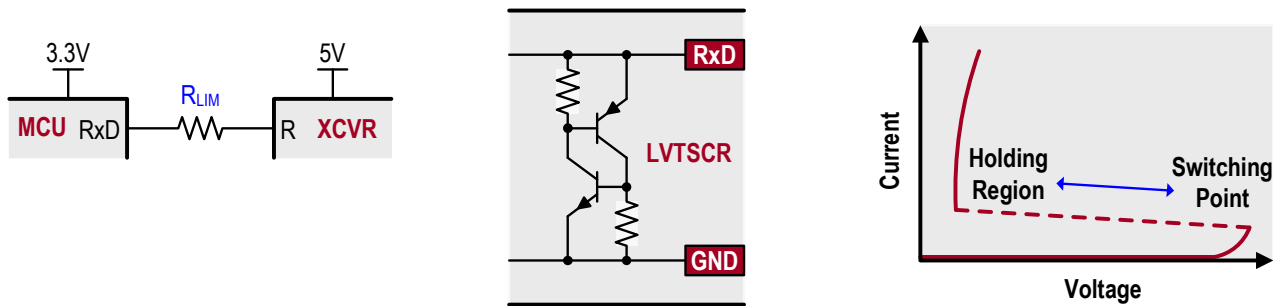 3.3V
5V
RLIM
MCU
RxD
R
XCVR
RxD
LVTSCR
GND
Current
Holding
Region
Switching
Point
Voltage